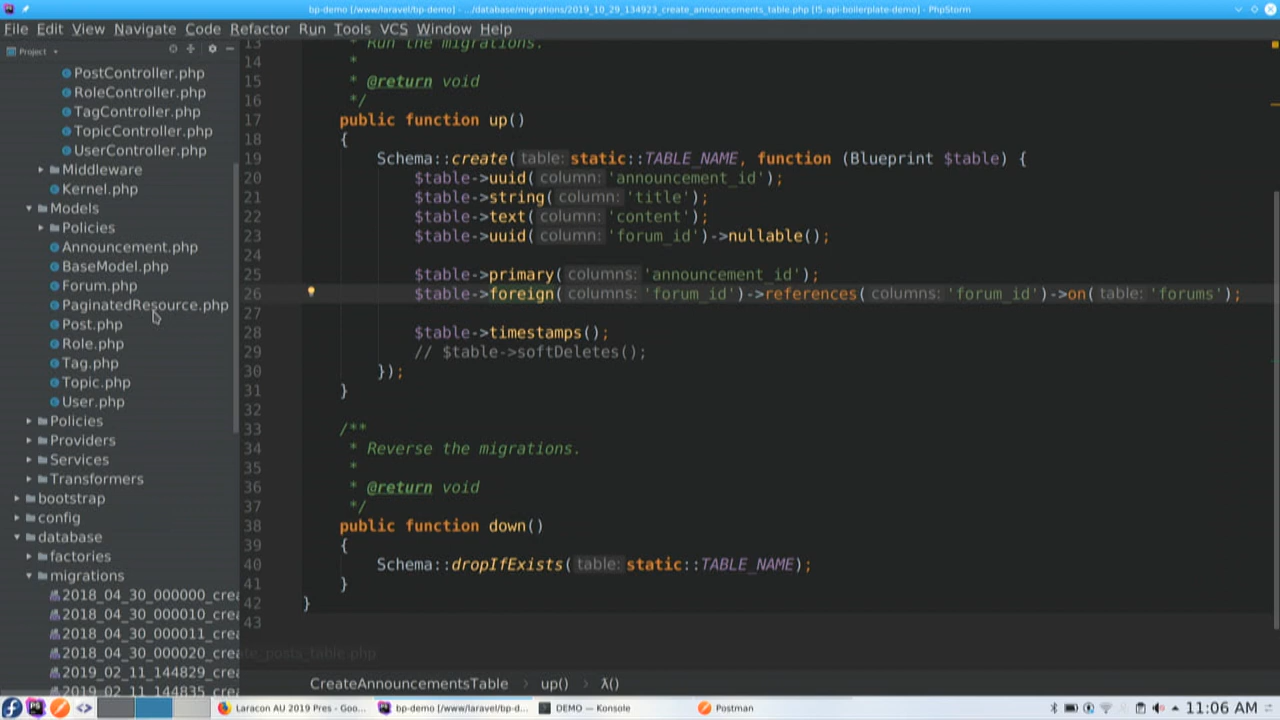 bp-demo [/www/laravel/bp-demo] - .../database/migrations/2019_10_29_134923_create_announcements_table.php [l5-api-boilerplate-demo] - PhpStorm
File Edit View Navigate Code Refactor Run Tools VCS Window Help
Project
PostController.php
RoleController.php
TagController.php
TopicController.php
UserController.php
Middleware
Kernel.php
Models
Policies
Announcement.php
BaseModel.php
Forum.php
PaginatedResource.php
Post.php
Role.php
Tag.php
Topic.php
User.php
Policies
Providers
Services
Transformers
bootstrap
config
database
factories
migrations
2018_04_30_000000_crea
2018_04_30_000010_crea
2018_04_30_000011_crea
2018_04_30_000020_crea
2019_02_11_144829_crea
2019_02_11_144835_crea
13 * Run the migrations.
14 *
15 * @return void
16 */
17 public function up()
18 {
19 Schema::create( table: static::TABLE_NAME, function (Blueprint $table) {
20 $table->uuid( column: 'announcement_id');
21 $table->string( column: 'title');
22 $table->text( column: 'content');
23 $table->uuid( column: 'forum_id')->nullable();
24
25 $table->primary( columns: 'announcement_id');
26 $table->foreign( columns: 'forum_id')->references( columns: 'forum_id')->on( table: 'forums');
27
28 $table->timestamps();
29 // $table->softDeletes();
30 });
31 }
32
33 /**
34 * Reverse the migrations.
35 *
36 * @return void
37 */
38 public function down()
39 {
40 Schema::dropIfExists( table: static::TABLE_NAME);
41 }
42 }
43
create_posts_table.php
CreateAnnouncementsTable › up() › λ()
Laracon AU 2019 Pres - Goo... bp-demo [/www/laravel/bp-d... DEMO — Konsole Postman 11:06 AM